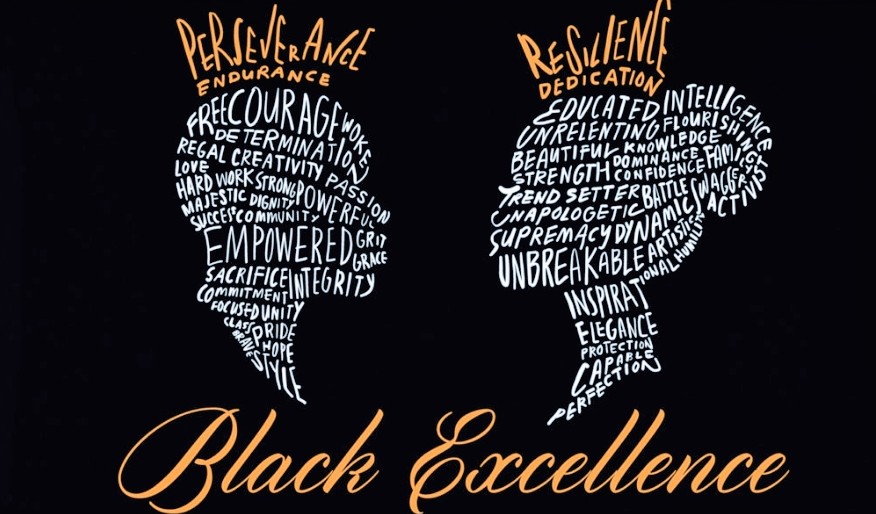 PERSEVERANCE
ENDURANCE
FREE COURAGE WOKE
DETERMINATION
REGAL CREATIVITY PASSION
LOVE
HARD WORK STRONG POWERFUL
MAJESTIC DIGNITY
SUCCESS COMMUNITY
EMPOWERED GRIT
GRACE
SACRIFICE INTEGRITY
COMMITMENT
FOCUSED UNITY
CLASS PRIDE
BRAVE HOPE
STYLE
RESILIENCE
DEDICATION
EDUCATED INTELLIGENCE
UNRELENTING FLOURISHING
BEAUTIFUL KNOWLEDGE
STRENGTH DOMINANCE FAMILY
CONFIDENCE
TREND SETTER BATTLE SWAGGER ACTIVIST
UNAPOLOGETIC
SUPREMACY DYNAMIC
UNBREAKABLE ARTISTIC
HUMILITY
INSPIRATIONAL
ELEGANCE
PROTECTION
CAPABLE
PERFECTION
Black Excellence